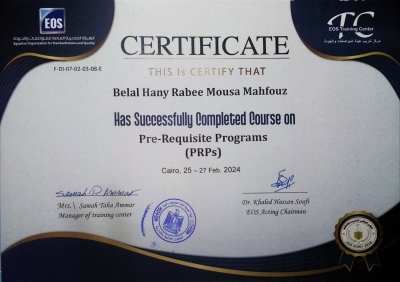 EOS
Egyptian Organization for Standardization and Quality
TC
EOS Training Center
F-DI-07-02-03-08-E
CERTIFICATE
THIS IS CERTIFY THAT
Belal Hany Rabee Mousa Mahfouz
Has Successfully Completed Course on
Pre-Requisite Programs
(PRPs)
Cairo, 25 – 27 Feb. 2024
Mrs.\ Samah Taha Ammar
Manager of training center
Dr. Khaled Hassan Soufi
EOS Acting Chairman